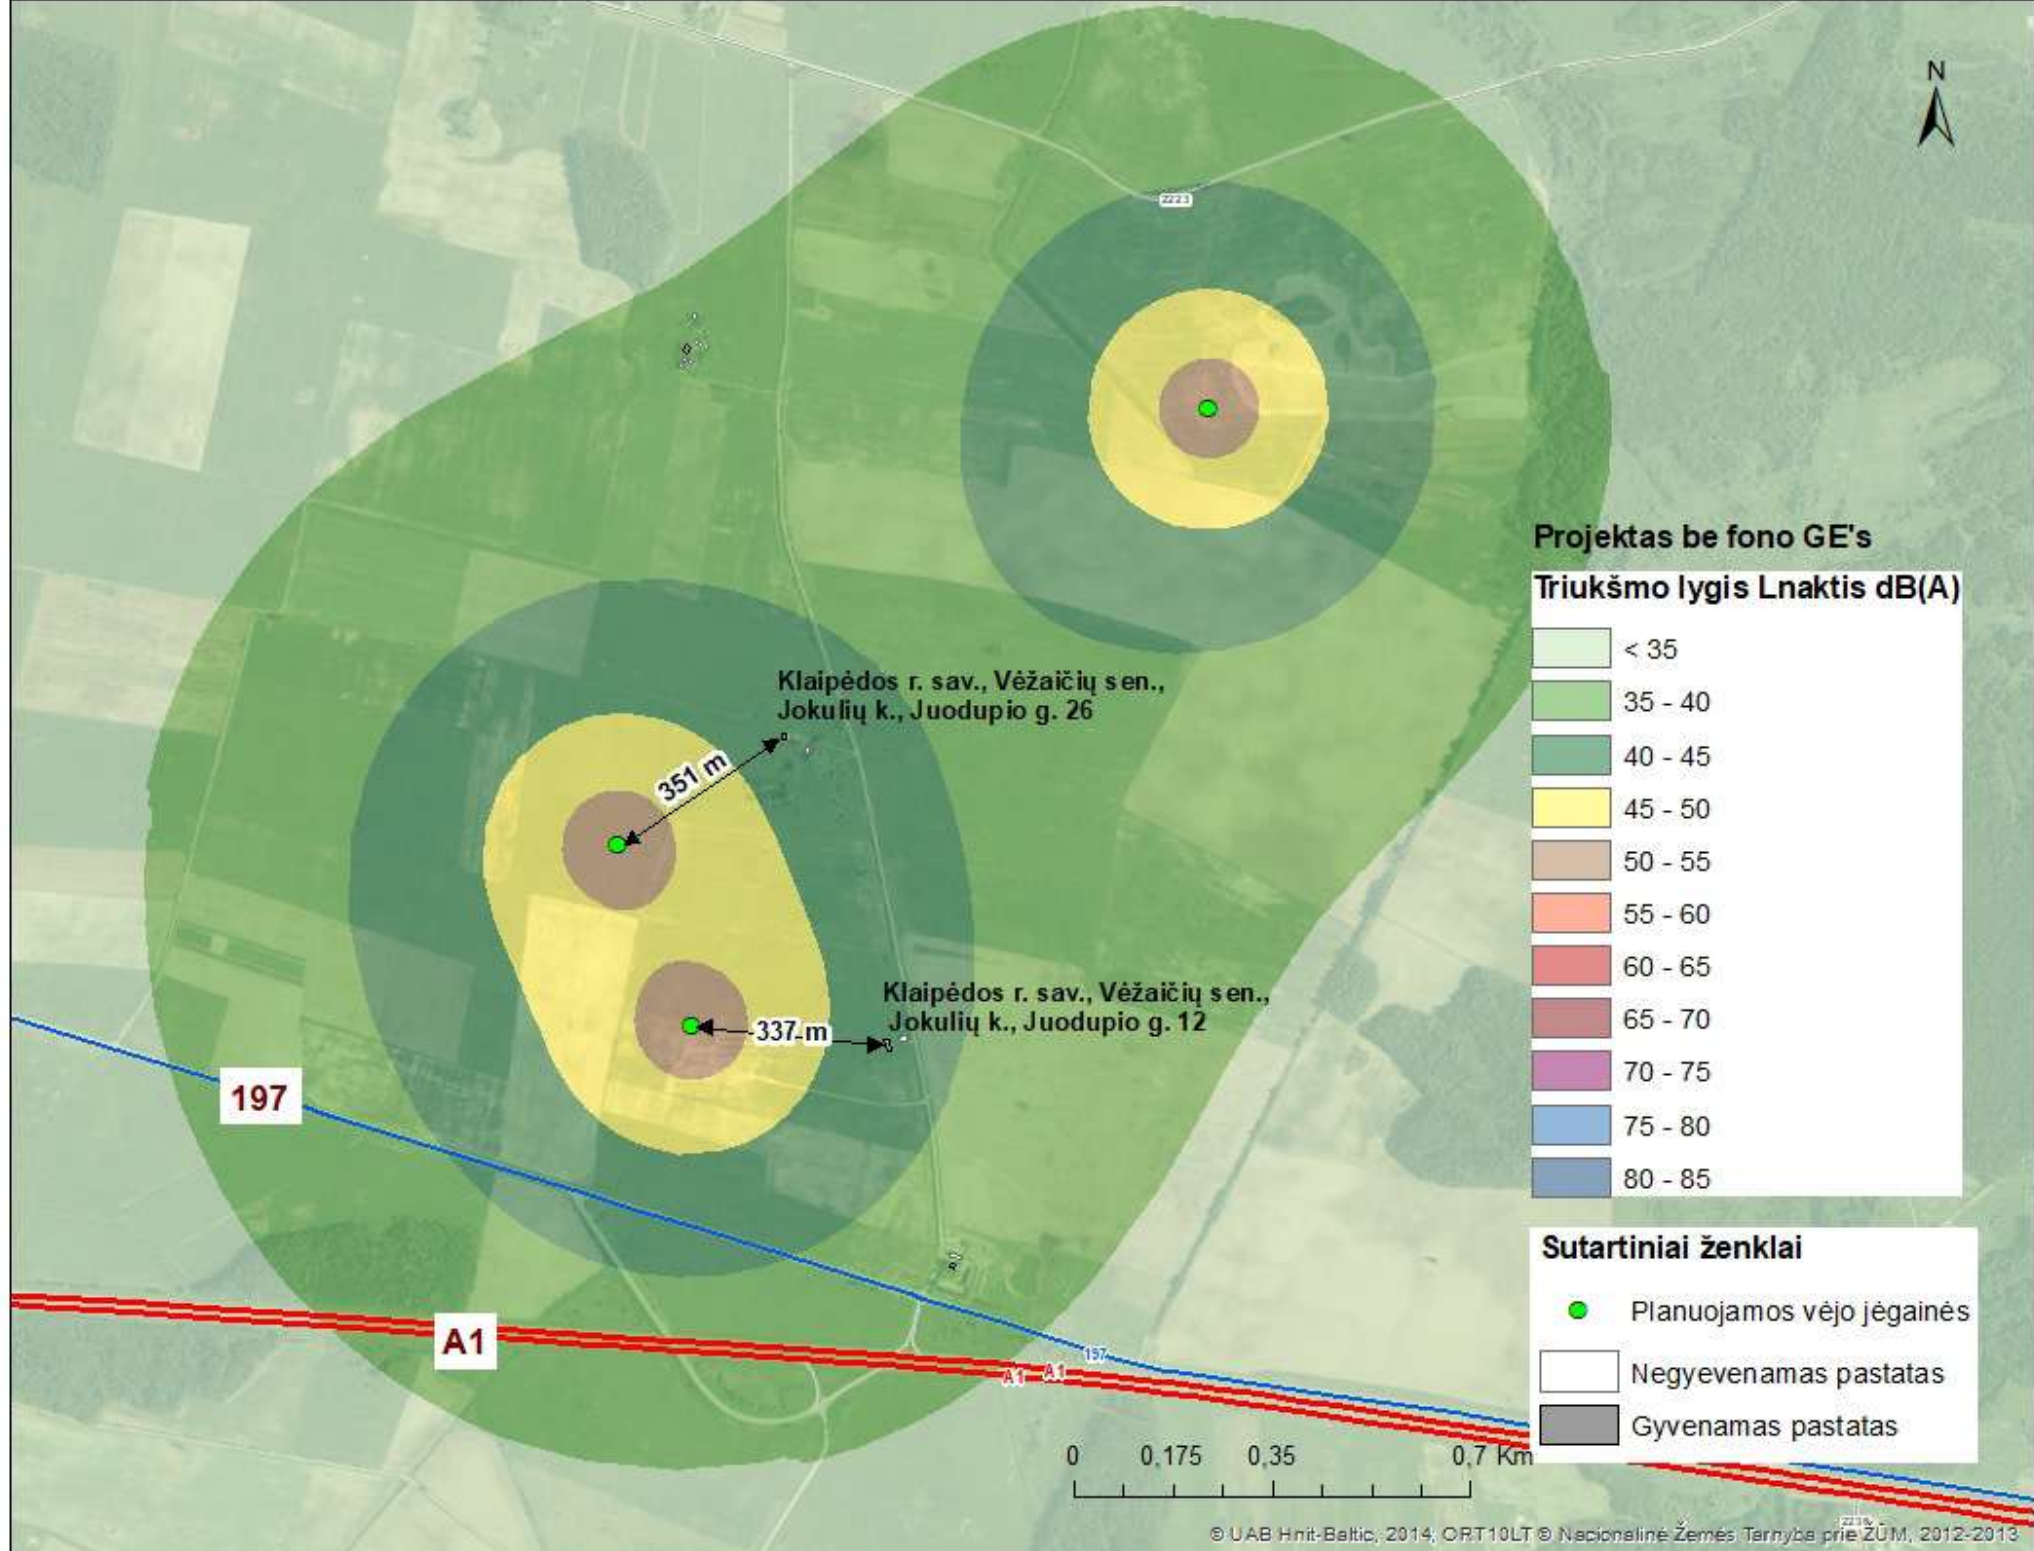 N
2223
Projektas be fono GE's
Triukšmo lygis Lnaktis dB(A)
< 35
35 - 40
40 - 45
45 - 50
50 - 55
55 - 60
60 - 65
65 - 70
70 - 75
75 - 80
80 - 85
Klaipėdos r. sav., Vėžaičių sen.,
Jokulių k., Juodupio g. 26
351 m
Klaipėdos r. sav., Vėžaičių sen.,
Jokulių k., Juodupio g. 12
337 m
197
A1
197
A1 A1
Sutartiniai ženklai
Planuojamos vėjo jėgainės
Negyevenamas pastatas
Gyvenamas pastatas
0 0,175 0,35 0,7 Km
© UAB Hnit-Baltic, 2014; ORT10LT © Nacionalinė Žemės Tarnyba prie ŽŪM, 2012-2013